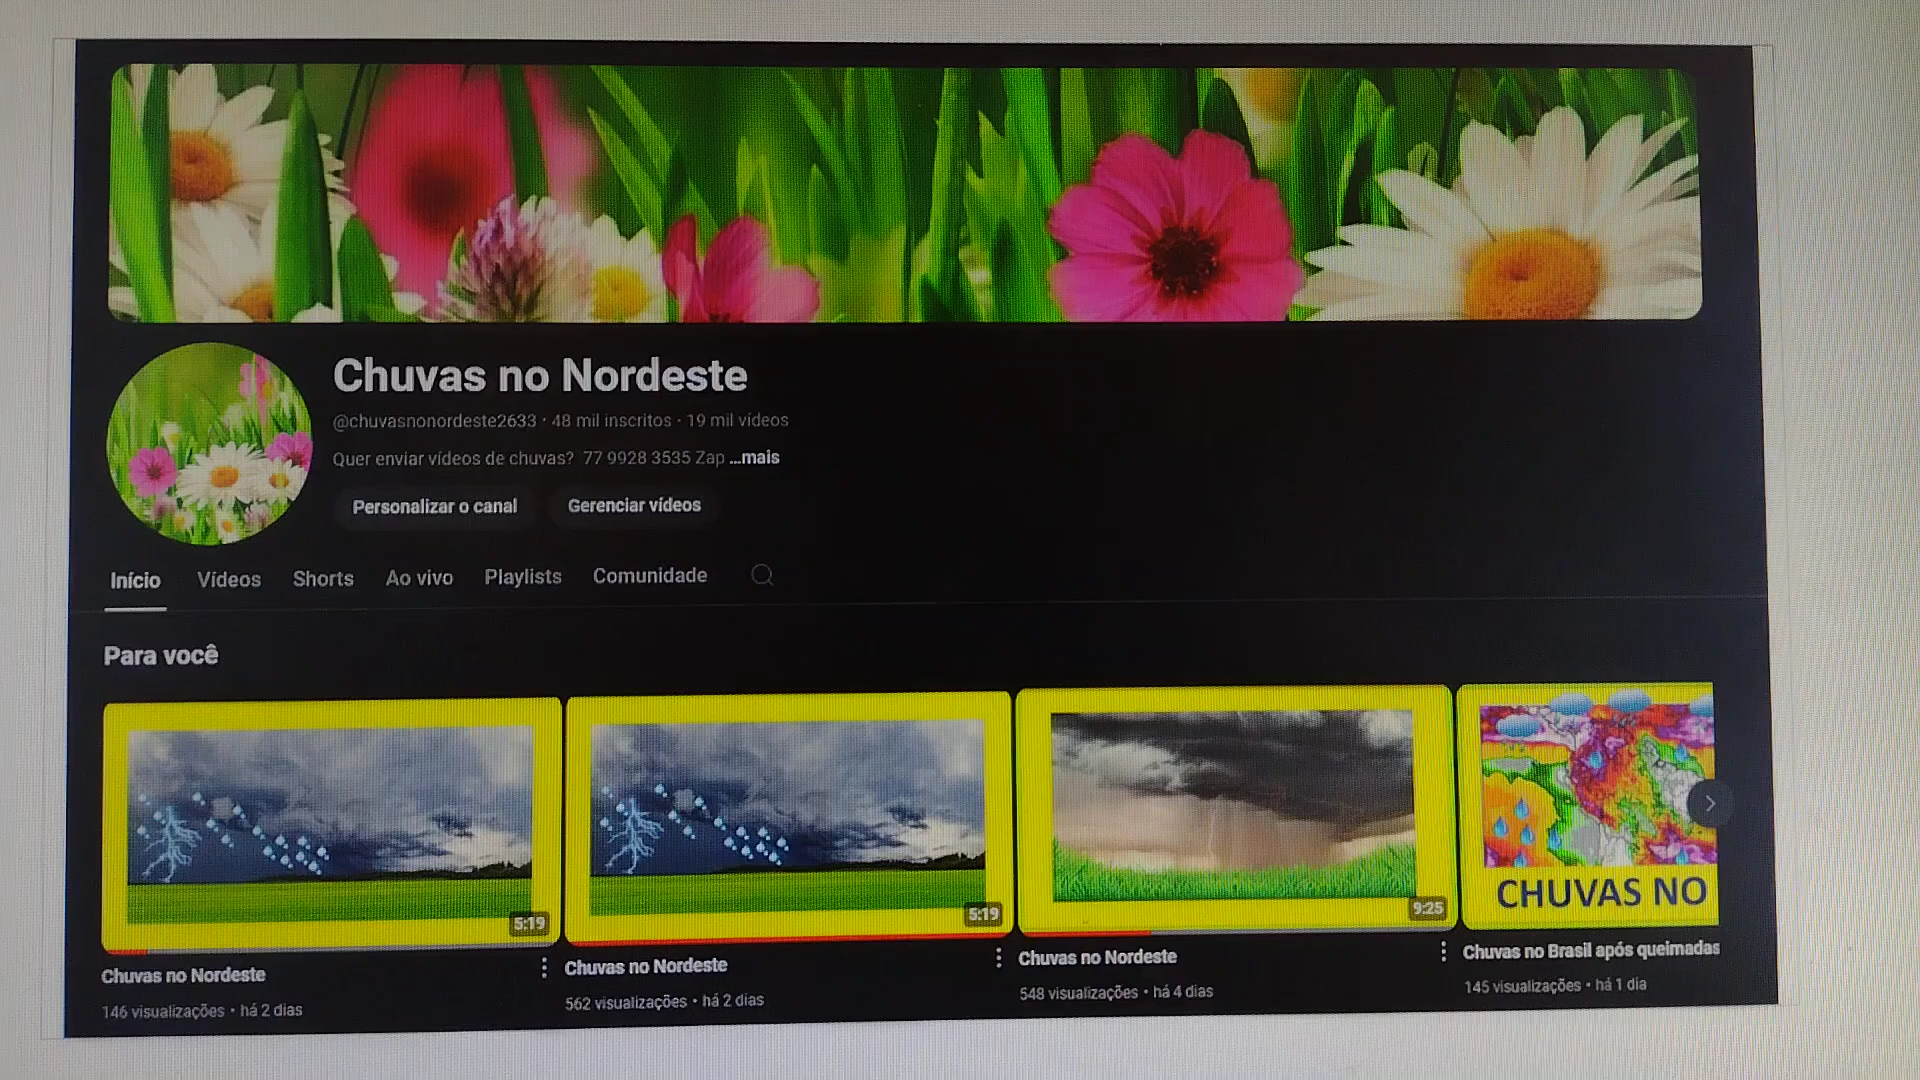 Chuvas no Nordeste
@chuvasnonordeste2633 · 48 mil inscritos · 19 mil vídeos
Quer enviar vídeos de chuvas? 77 9928 3535 Zap ...mais
Personalizar o canal Gerenciar vídeos
Início Vídeos Shorts Ao vivo Playlists Comunidade
Para você
5:19
5:19
9:25
CHUVAS NO
Chuvas no Nordeste
146 visualizações · há 2 dias
Chuvas no Nordeste
562 visualizações · há 2 dias
Chuvas no Nordeste
548 visualizações · há 4 dias
Chuvas no Brasil após queimadas
145 visualizações · há 1 dia